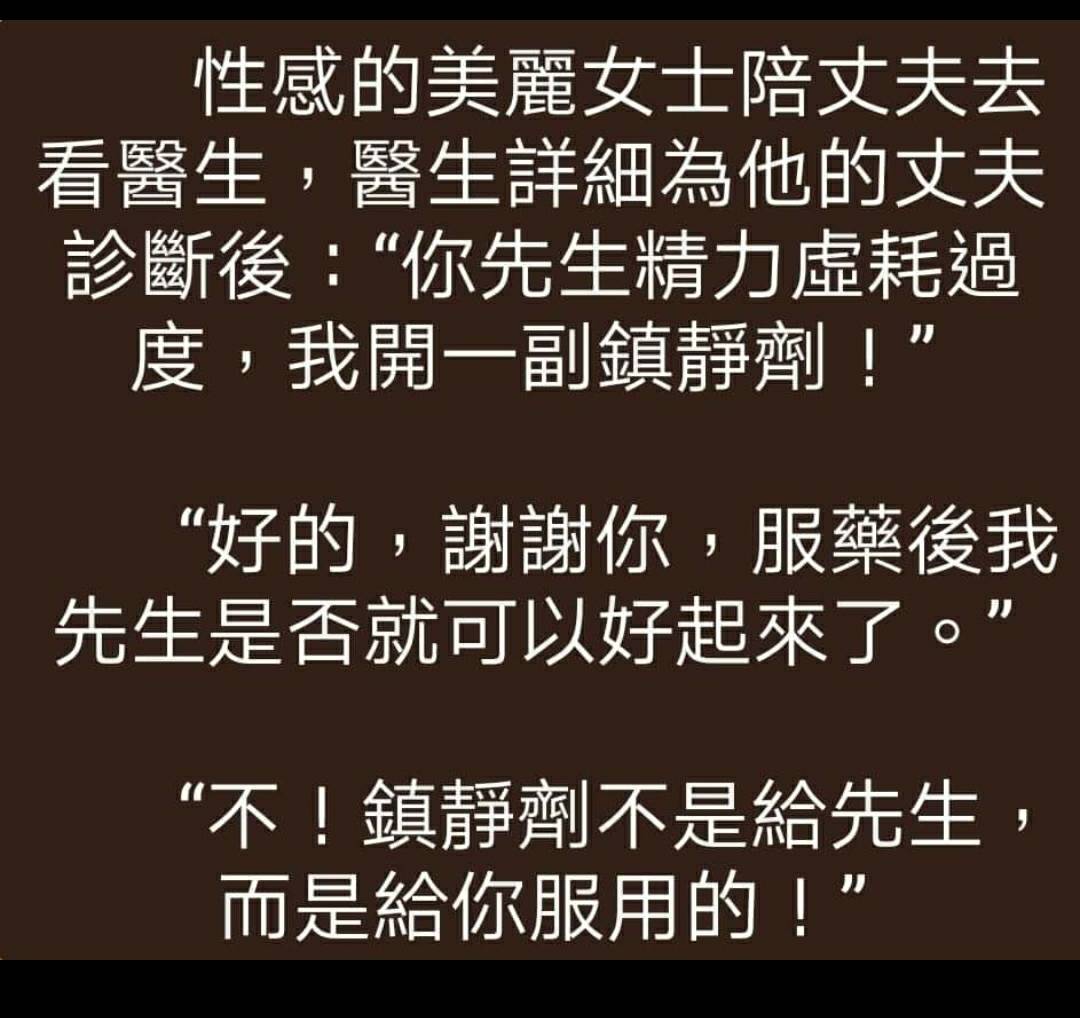 性感的美麗女士陪丈夫去
看醫生，醫生詳細為他的丈夫
診斷後：“你先生精力虛耗過
度，我開一副鎮靜劑！”
“好的，謝謝你，服藥後我
先生是否就可以好起來了。”
“不！鎮靜劑不是給先生，
而是給你服用的！”